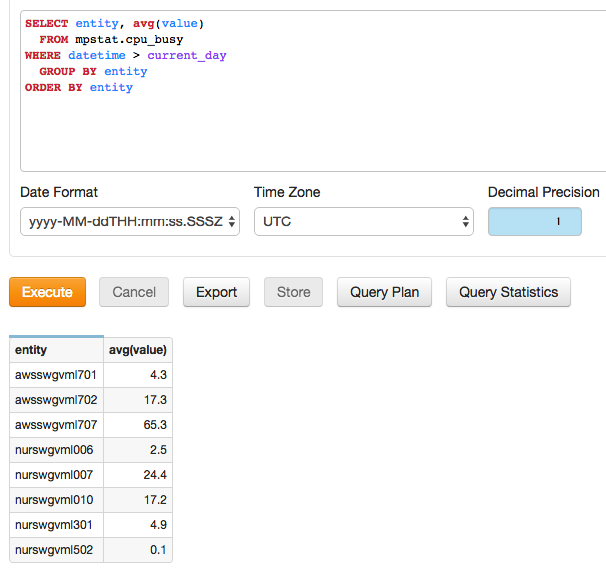 SELECT entity, avg(value)
FROM mpstat.cpu_busy
WHERE datetime > current_day
GROUP BY entity
ORDER BY entity
Date Format Time Zone Decimal Precision
yyyy-MM-ddTHH:mm:ss.SSSZ UTC 1
Execute Cancel Export Store Query Plan Query Statistics
entity avg(value)
awsswgvml701 4.3
awsswgvml702 17.3
awsswgvml707 65.3
nurswgvml006 2.5
nurswgvml007 24.4
nurswgvml010 17.2
nurswgvml301 4.9
nurswgvml502 0.1